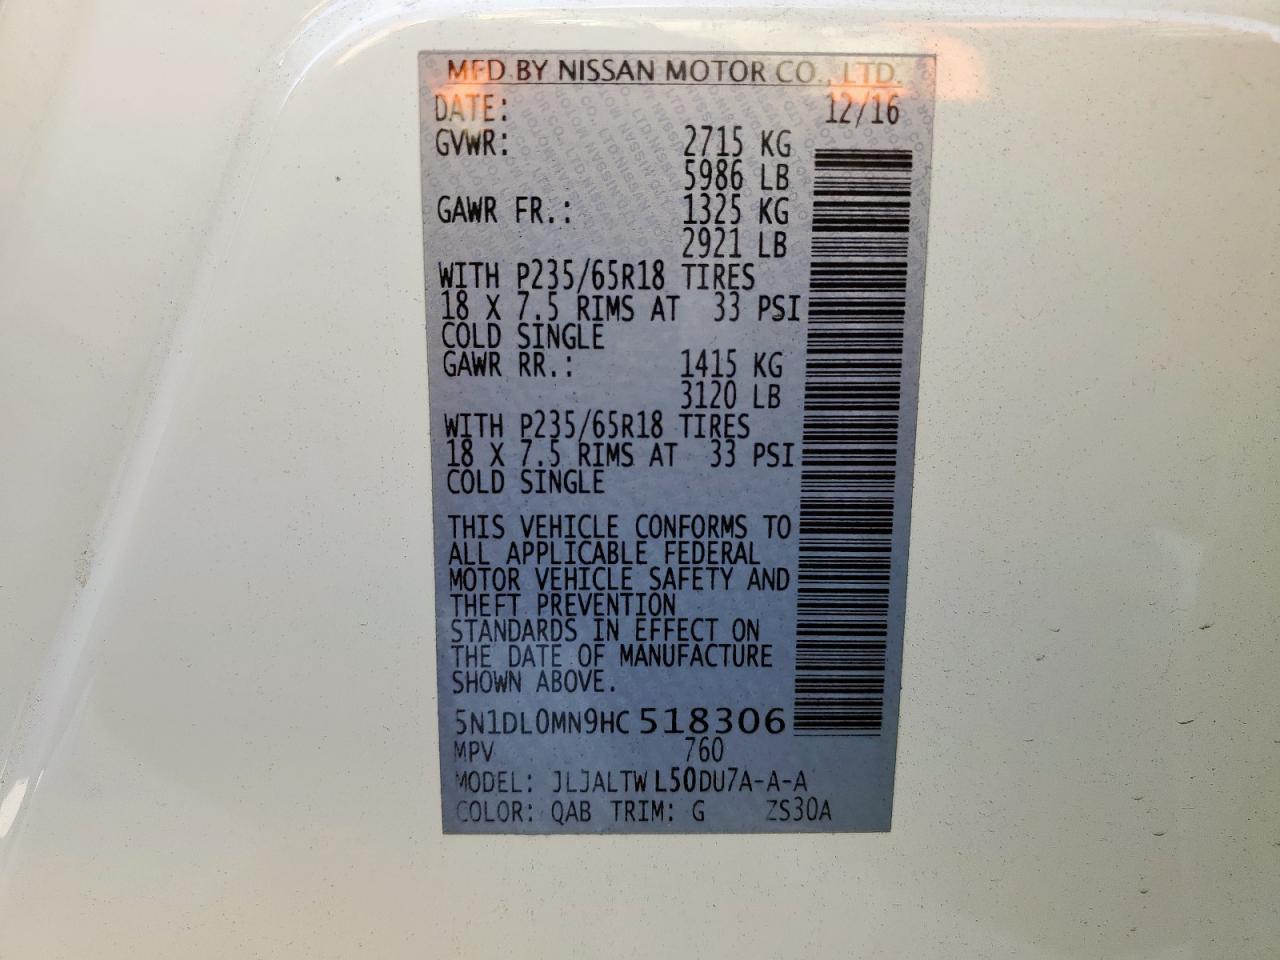 MFD BY NISSAN MOTOR CO., LTD.
DATE: 12/16
GVWR: 2715 KG
5986 LB
GAWR FR.: 1325 KG
2921 LB
WITH P235/65R18 TIRES
18 X 7.5 RIMS AT 33 PSI
COLD SINGLE
GAWR RR.: 1415 KG
3120 LB
WITH P235/65R18 TIRES
18 X 7.5 RIMS AT 33 PSI
COLD SINGLE
THIS VEHICLE CONFORMS TO
ALL APPLICABLE FEDERAL
MOTOR VEHICLE SAFETY AND
THEFT PREVENTION
STANDARDS IN EFFECT ON
THE DATE OF MANUFACTURE
SHOWN ABOVE.
5N1DL0MN9HC518306
MPV 760
MODEL: JLJALTWL50DU7A-A-A
COLOR: QAB TRIM: G ZS30A